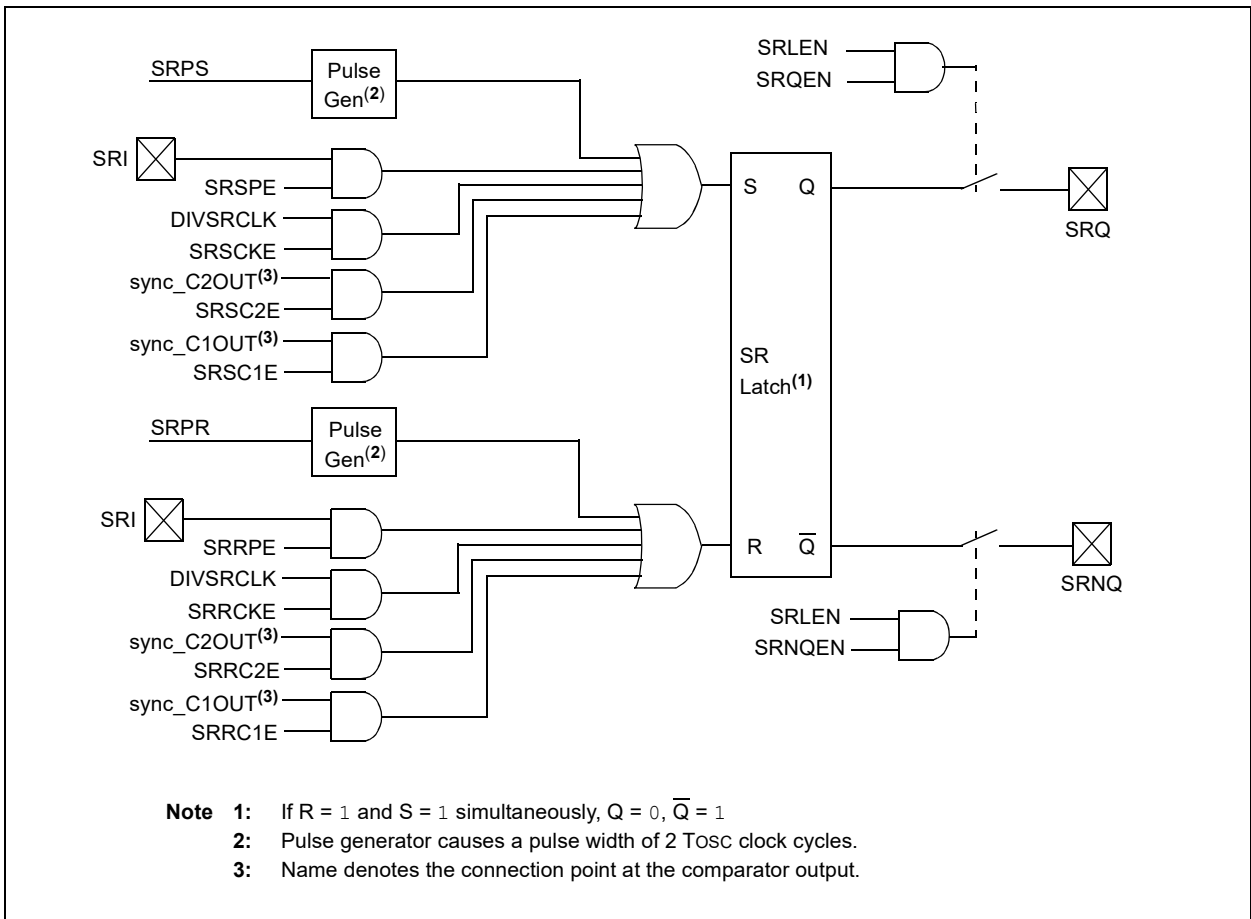 SRPS
Pulse
Gen(2)
SRI
SRSPE
DIVSRCLK
SRSCKE
sync_C2OUT(3)
SRSC2E
sync_C1OUT(3)
SRSC1E
SRPR
Pulse
Gen(2)
SRI
SRRPE
DIVSRCLK
SRRCKE
sync_C2OUT(3)
SRRC2E
sync_C1OUT(3)
SRRC1E
S Q
SR
Latch(1)
R Q̅
SRLEN
SRQEN
SRQ
SRNQ
SRLEN
SRNQEN
Note 1: If R = 1 and S = 1 simultaneously, Q = 0, Q̅ = 1
2: Pulse generator causes a pulse width of 2 TOSC clock cycles.
3: Name denotes the connection point at the comparator output.